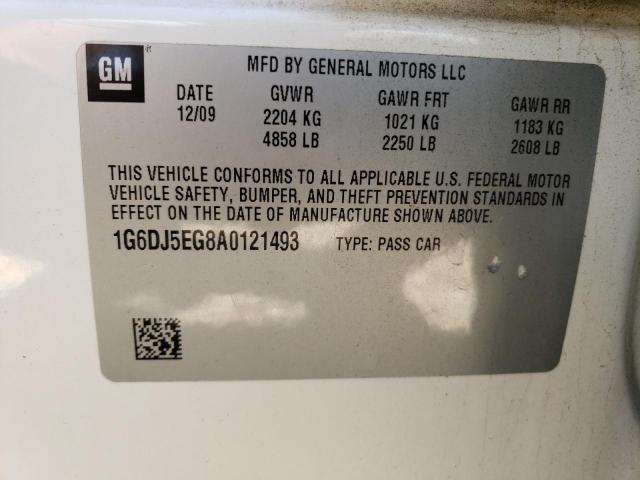 GM
MFD BY GENERAL MOTORS LLC
DATE GVWR GAWR FRT GAWR RR
12/09 2204 KG 1021 KG 1183 KG
4858 LB 2250 LB 2608 LB
THIS VEHICLE CONFORMS TO ALL APPLICABLE U.S. FEDERAL MOTOR
VEHICLE SAFETY, BUMPER, AND THEFT PREVENTION STANDARDS IN
EFFECT ON THE DATE OF MANUFACTURE SHOWN ABOVE.
1G6DJ5EG8A0121493 TYPE: PASS CAR